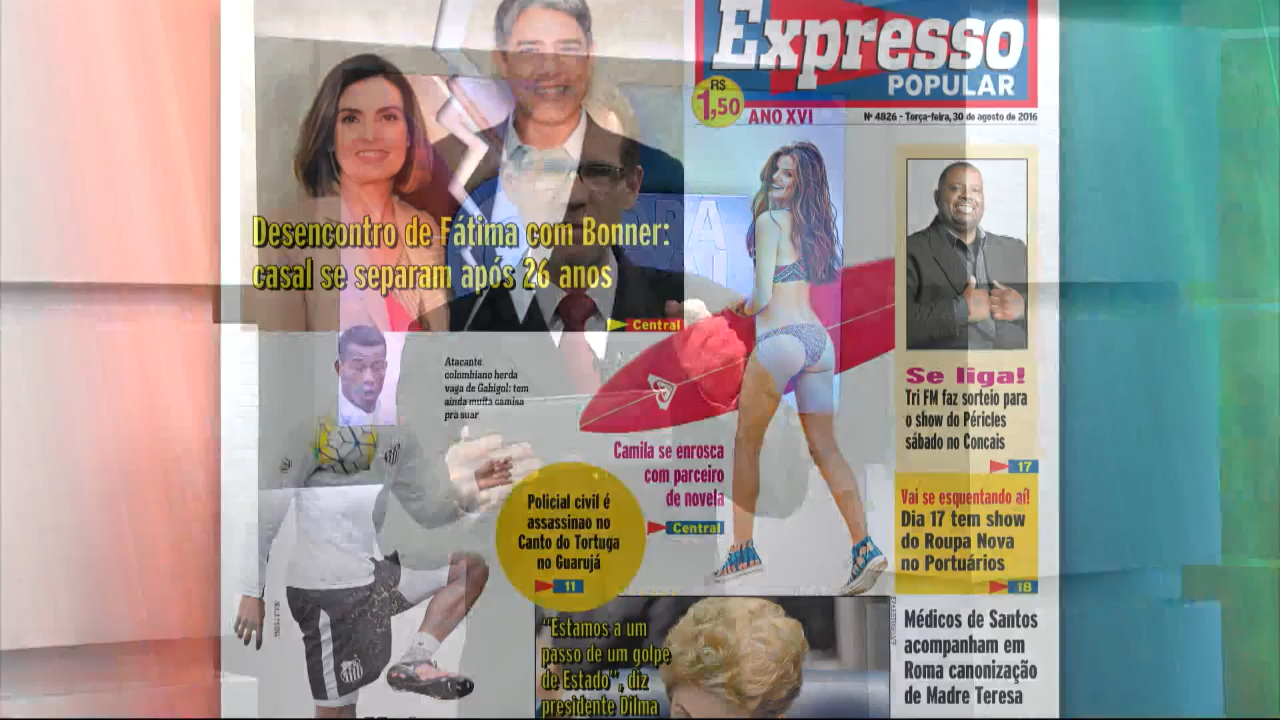 Expresso
POPULAR
R$
1,50
ANO XVI
Nº 4826 - Terça-feira, 30 de agosto de 2016
Desencontro de Fátima com Bonner:
casal se separam após 26 anos
Central
Atacante
colombiano herda
vaga de Gabigol: tem
ainda muita camisa
pra suar
Camila se enrosca
com parceiro
de novela
Central
Policial civil é
assassinao no
Canto do Tortuga
no Guarujá
11
"Estamos a um
passo de um golpe
de Estado", diz
presidente Dilma
Se liga!
Tri FM faz sorteio para
o show do Péricles
sábado no Concais
17
Vai se esquentando aí!
Dia 17 tem show
do Roupa Nova
no Portuários
18
Médicos de Santos
acompanham em
Roma canonização
de Madre Teresa